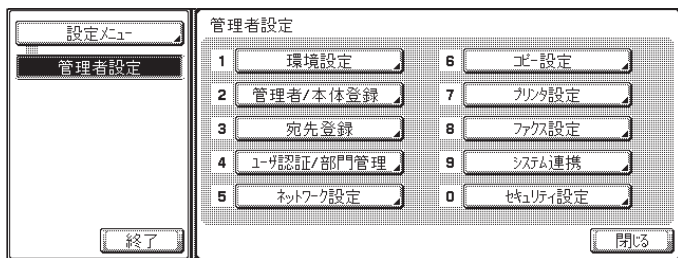 設定メニュー
管理者設定
終了
管理者設定
1 環境設定
2 管理者/本体登録
3 宛先登録
4 ユーザ認証/部門管理
5 ネットワーク設定
6 コピー設定
7 プリンタ設定
8 ファクス設定
9 システム連携
0 セキュリティ設定
閉じる